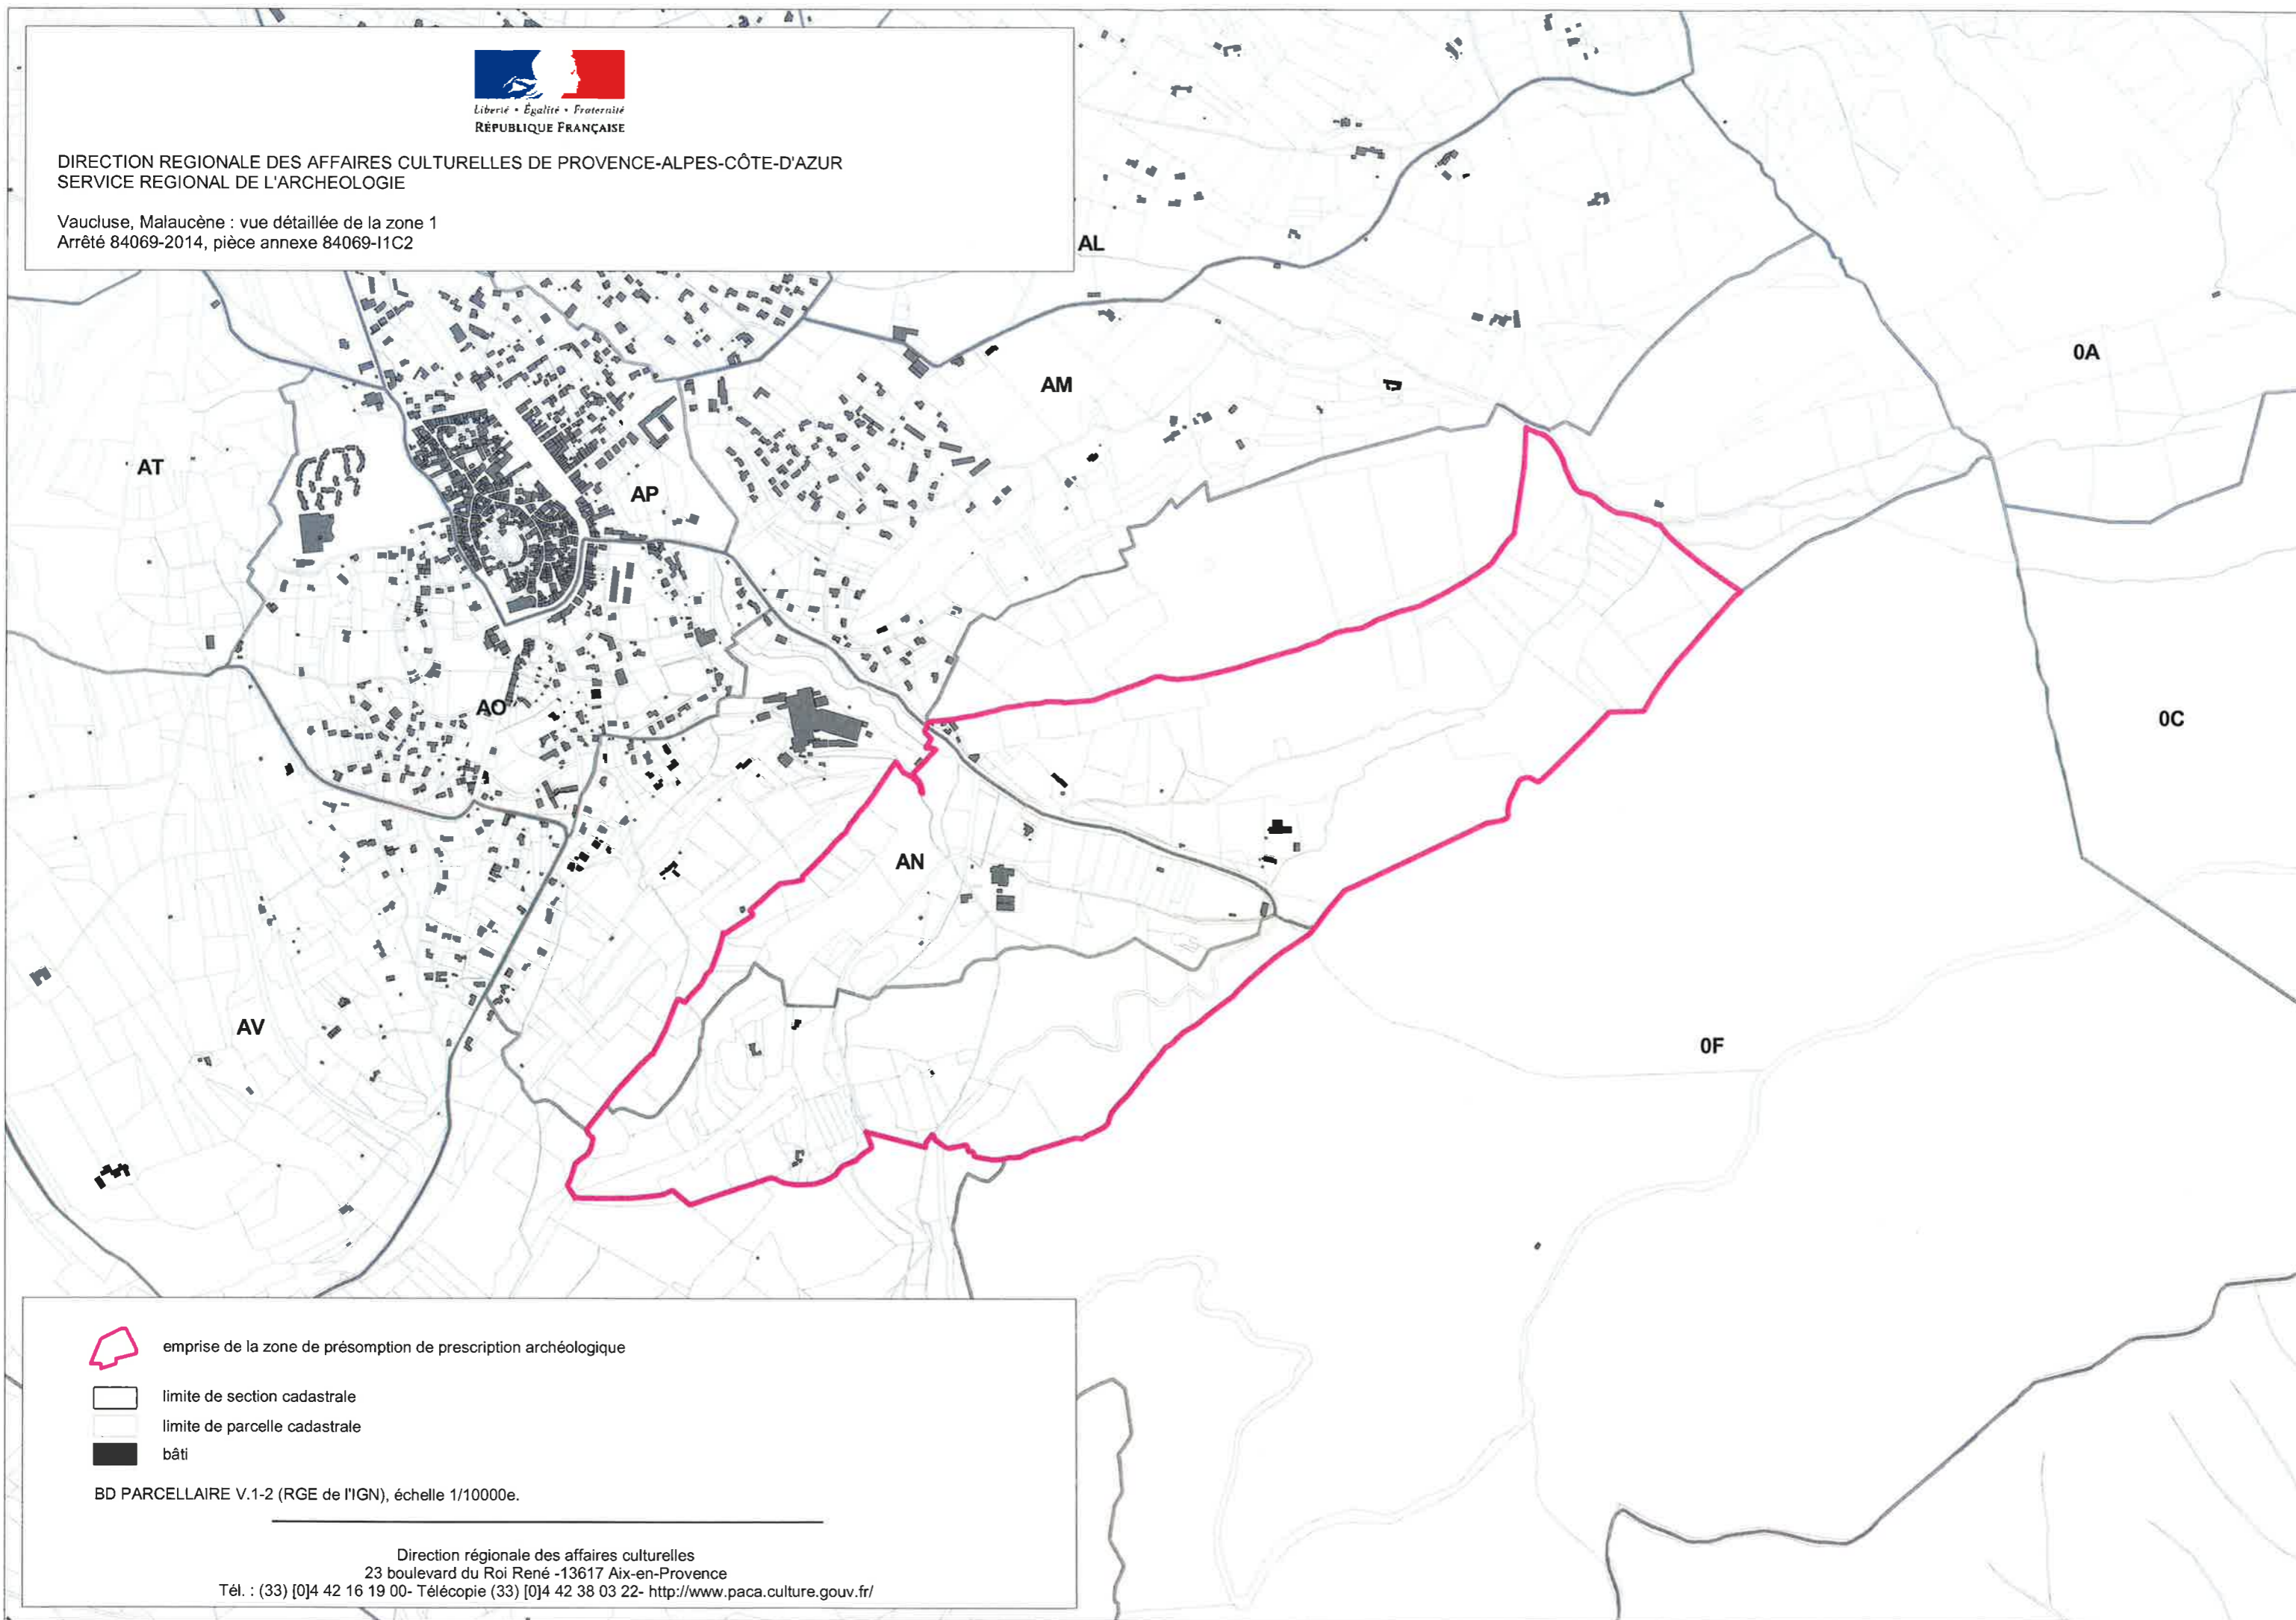 Liberté • Égalité • Fraternité
RÉPUBLIQUE FRANÇAISE
DIRECTION REGIONALE DES AFFAIRES CULTURELLES DE PROVENCE-ALPES-CÔTE-D'AZUR
SERVICE REGIONAL DE L'ARCHEOLOGIE
Vaucluse, Malaucène : vue détaillée de la zone 1
Arrêté 84069-2014, pièce annexe 84069-I1C2
AL
0A
AM
AT
AP
AO
0C
AN
AV
0F
emprise de la zone de présomption de prescription archéologique
limite de section cadastrale
limite de parcelle cadastrale
bâti
BD PARCELLAIRE V.1-2 (RGE de l'IGN), échelle 1/10000e.
Direction régionale des affaires culturelles
23 boulevard du Roi René -13617 Aix-en-Provence
Tél. : (33) [0]4 42 16 19 00- Télécopie (33) [0]4 42 38 03 22- http://www.paca.culture.gouv.fr/